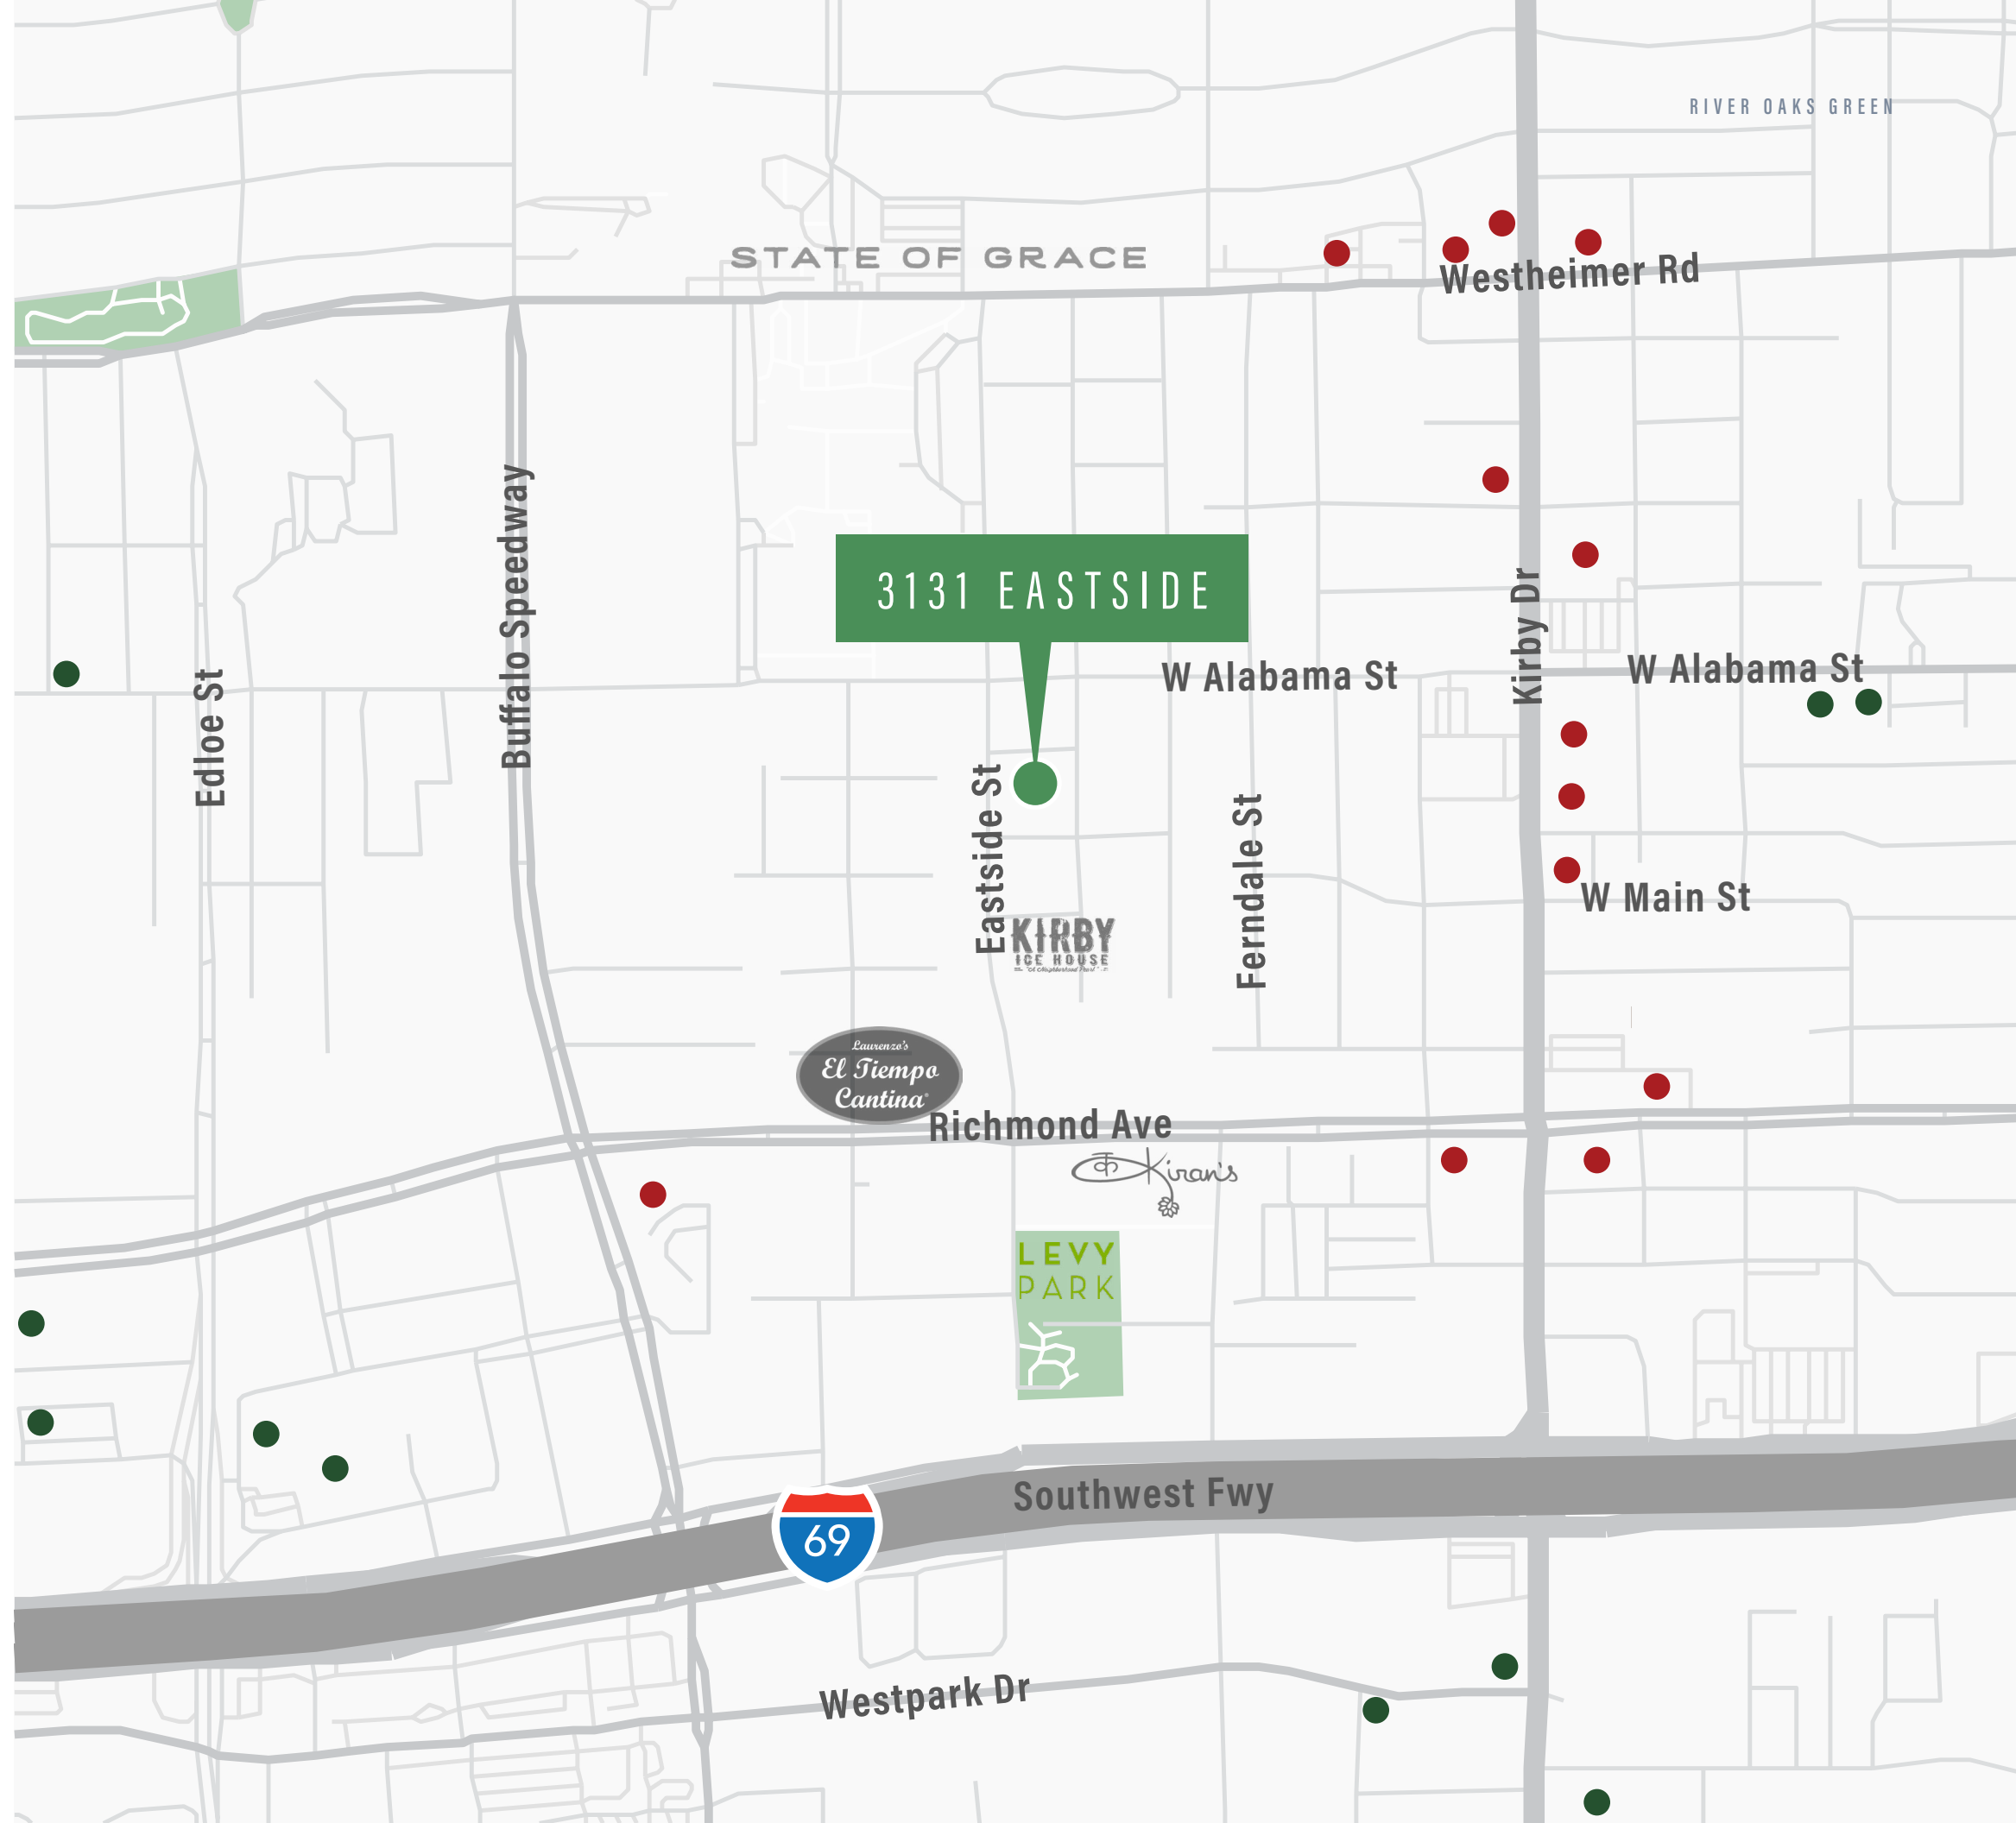 RIVER OAKS GREEN
STATE OF GRACE
Westheimer Rd
Buffalo Speedway
3131 EASTSIDE
Kirby Dr
W Alabama St
W Alabama St
Edloe St
Eastside St
Ferndale St
W Main St
KIRBY
ICE HOUSE
"A Neighborhood Patio"
Laurenzo's
El Tiempo
Cantina
Richmond Ave
Kiran's
LEVY
PARK
Southwest Fwy
69
Westpark Dr